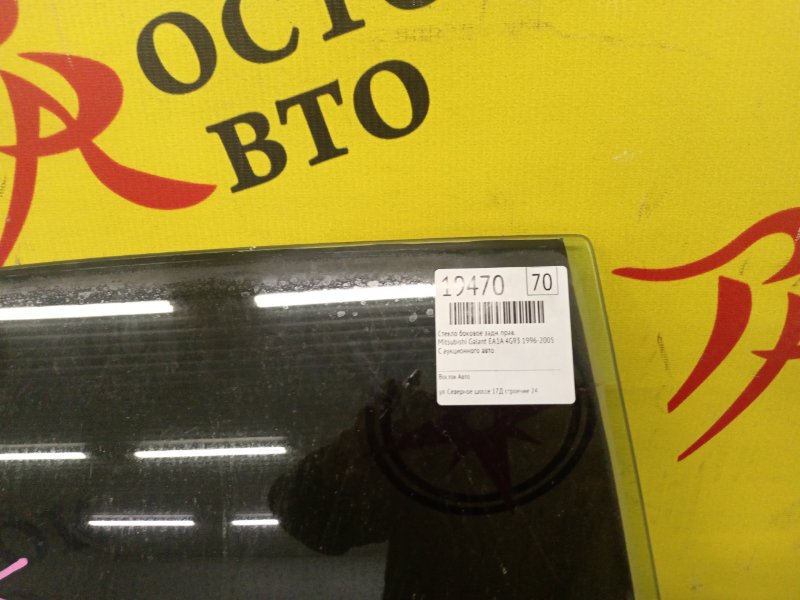 ОСТО
АВТО
19470
70
Стекло боковое задн. прав.
Mitsubishi Galant EA1A 4G93 1996-2005
С аукционного авто
Восток Авто
ул. Северное шоссе 17Д строение 24